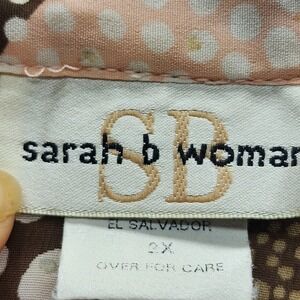 SB
sarah b woman
EL SALVADOR
2X
OVER FOR CARE